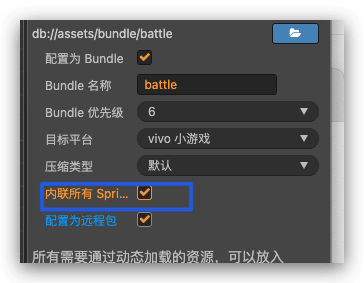 db://assets/bundle/battle
配置为 Bundle
Bundle 名称 battle
Bundle 优先级 6
目标平台 vivo 小游戏
压缩类型 默认
内联所有 Spri...
配置为远程包
所有需要通过动态加载的资源，可以放入